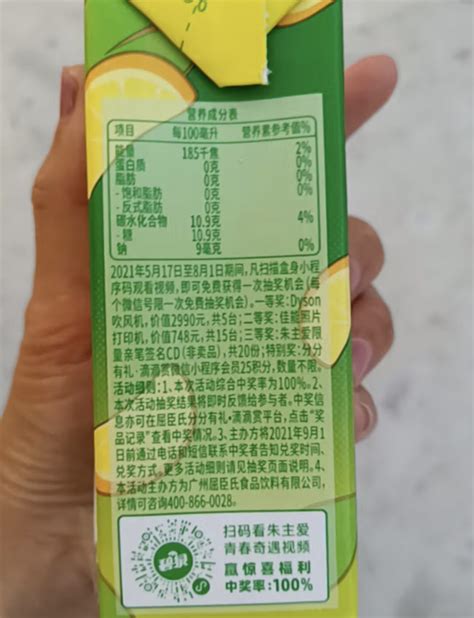 营养成分表
项目 每100毫升 营养素参考值%
能量 185千焦 2%
蛋白质 0克 0%
脂肪 0克 0%
- 饱和脂肪 0克
- 反式脂肪 0克
碳水化合物 10.9克 4%
- 糖 10.9克
钠 9毫克 0%
2021年5月17日至8月1日期间,凡扫描盒身小程
序码观看视频,即可免费获得一次抽奖机会(每
个微信号限一次免费抽奖机会)。一等奖:Dyson
吹风机,价值2990元,共5台;二等奖:佳能照片
打印机,价值748元,共15台;三等奖:朱主爱限
量亲笔签名CD(非卖品),共20份;特别奖:分分
有礼·滴滴赏微信小程序会员25积分,数量不限。
活动细则:1、本次活动综合中奖率为100%。2、
本次活动抽奖结果将即时反馈给参与者。中奖信
息亦可在屈臣氏分分有礼·滴滴赏平台,点击“奖
品记录”查看中奖情况。3、主办方将2021年9月1
日前通过电话和短信联系中奖者告知兑奖时间、
兑奖方式。更多活动细则请见抽奖页面说明。4、
本活动主办方为广州屈臣氏食品饮料有限公司,
详情可咨询400-866-0028。
扫码看朱主爱
青春奇遇视频
赢惊喜福利
中奖率:100%